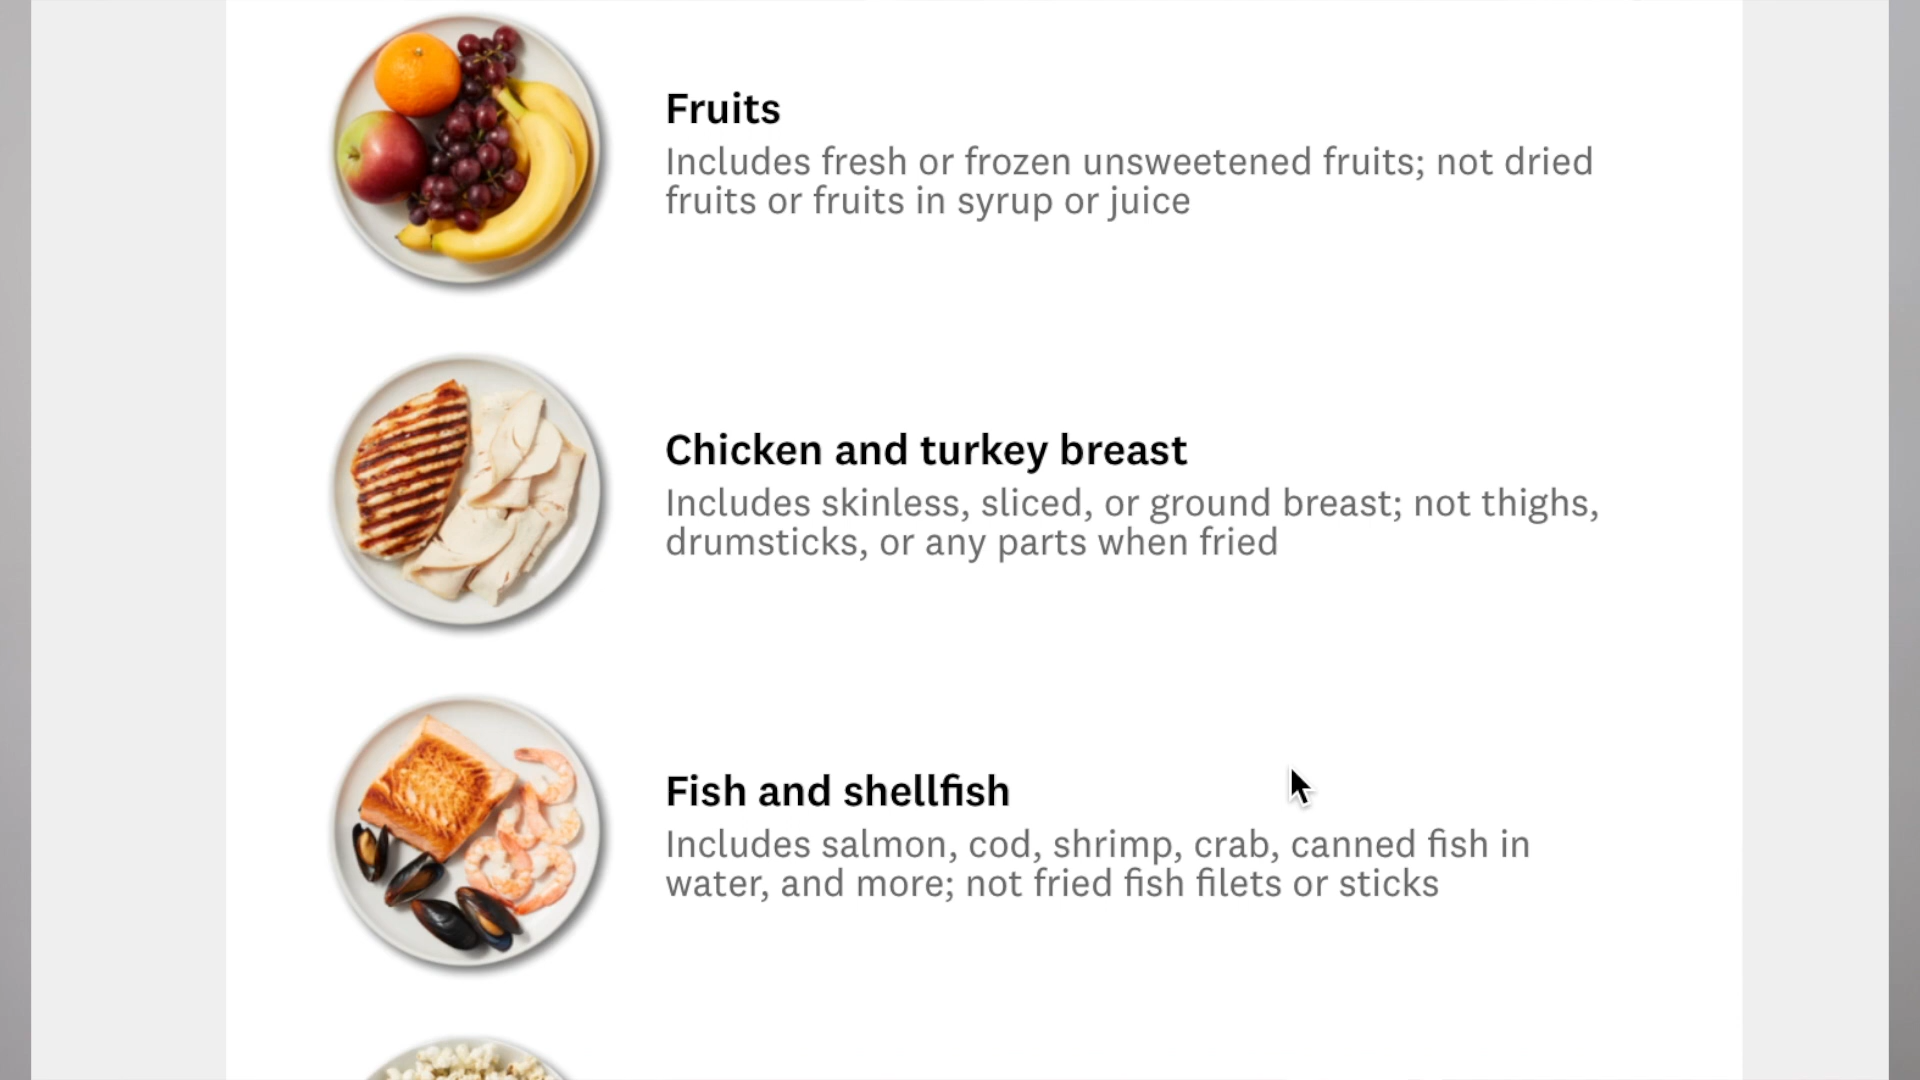 Fruits
Includes fresh or frozen unsweetened fruits; not dried
fruits or fruits in syrup or juice
Chicken and turkey breast
Includes skinless, sliced, or ground breast; not thighs,
drumsticks, or any parts when fried
Fish and shellfish
Includes salmon, cod, shrimp, crab, canned fish in
water, and more; not fried fish filets or sticks